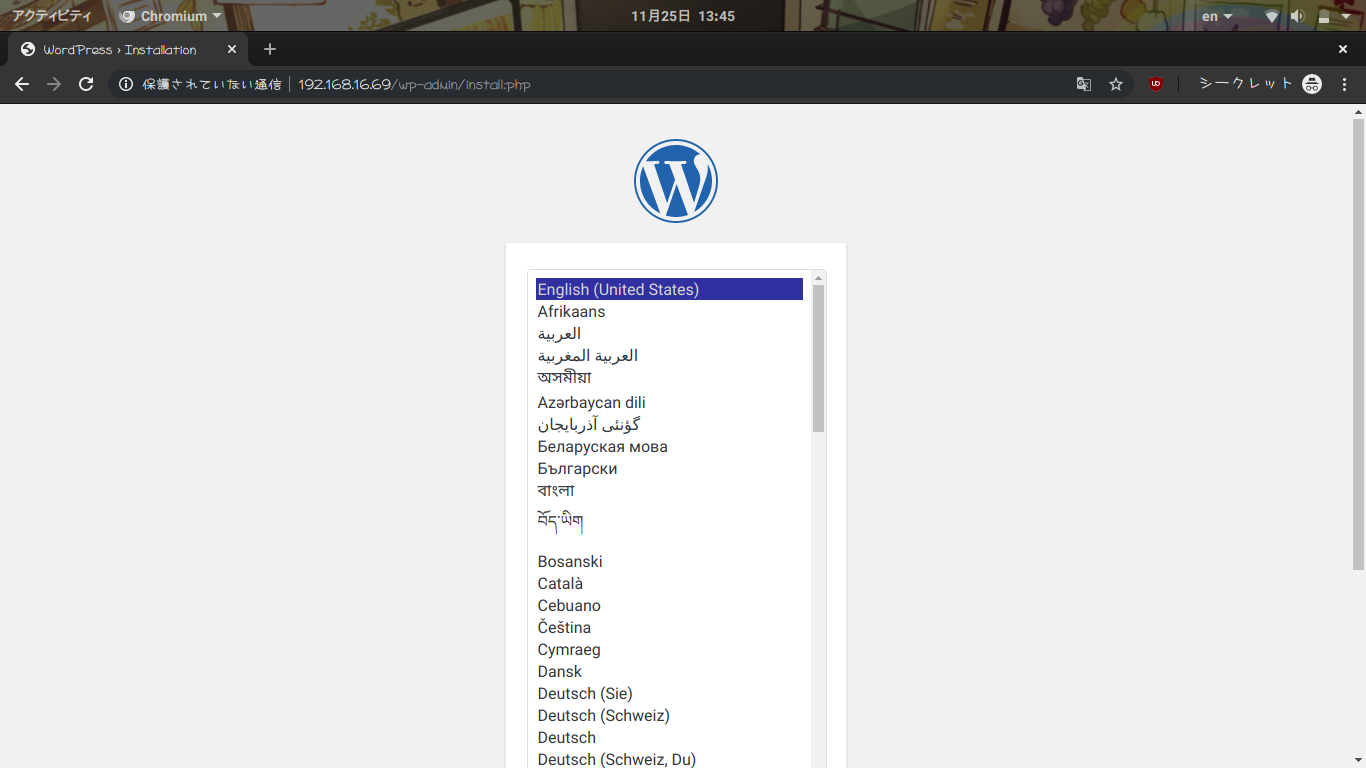 アクティビティ Chromium 11月25日 13:45 en
WordPress › Installation
保護されていない通信 192.168.16.69/wp-admin/install.php シークレット
English (United States)
Afrikaans
العربية
العربية المغربية
অসমীয়া
Azərbaycan dili
گؤنئی آذربایجان
Беларуская мова
Български
বাংলা
བོད་ཡིག
Bosanski
Català
Cebuano
Čeština
Cymraeg
Dansk
Deutsch (Sie)
Deutsch (Schweiz)
Deutsch
Deutsch (Schweiz, Du)